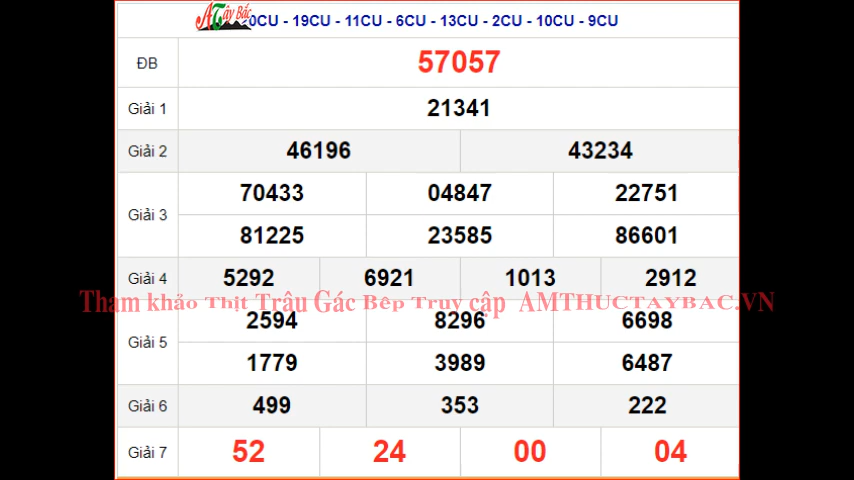 ATây Bắc
0CU - 19CU - 11CU - 6CU - 13CU - 2CU - 10CU - 9CU
ĐB 57057
Giải 1 21341
Giải 2 46196 43234
Giải 3 70433 04847 22751
81225 23585 86601
Giải 4 5292 6921 1013 2912
Tham khảo Thịt Trâu Gác Bếp Truy cập AMTHUCTAYBAC.VN
Giải 5 2594 8296 6698
1779 3989 6487
Giải 6 499 353 222
Giải 7 52 24 00 04